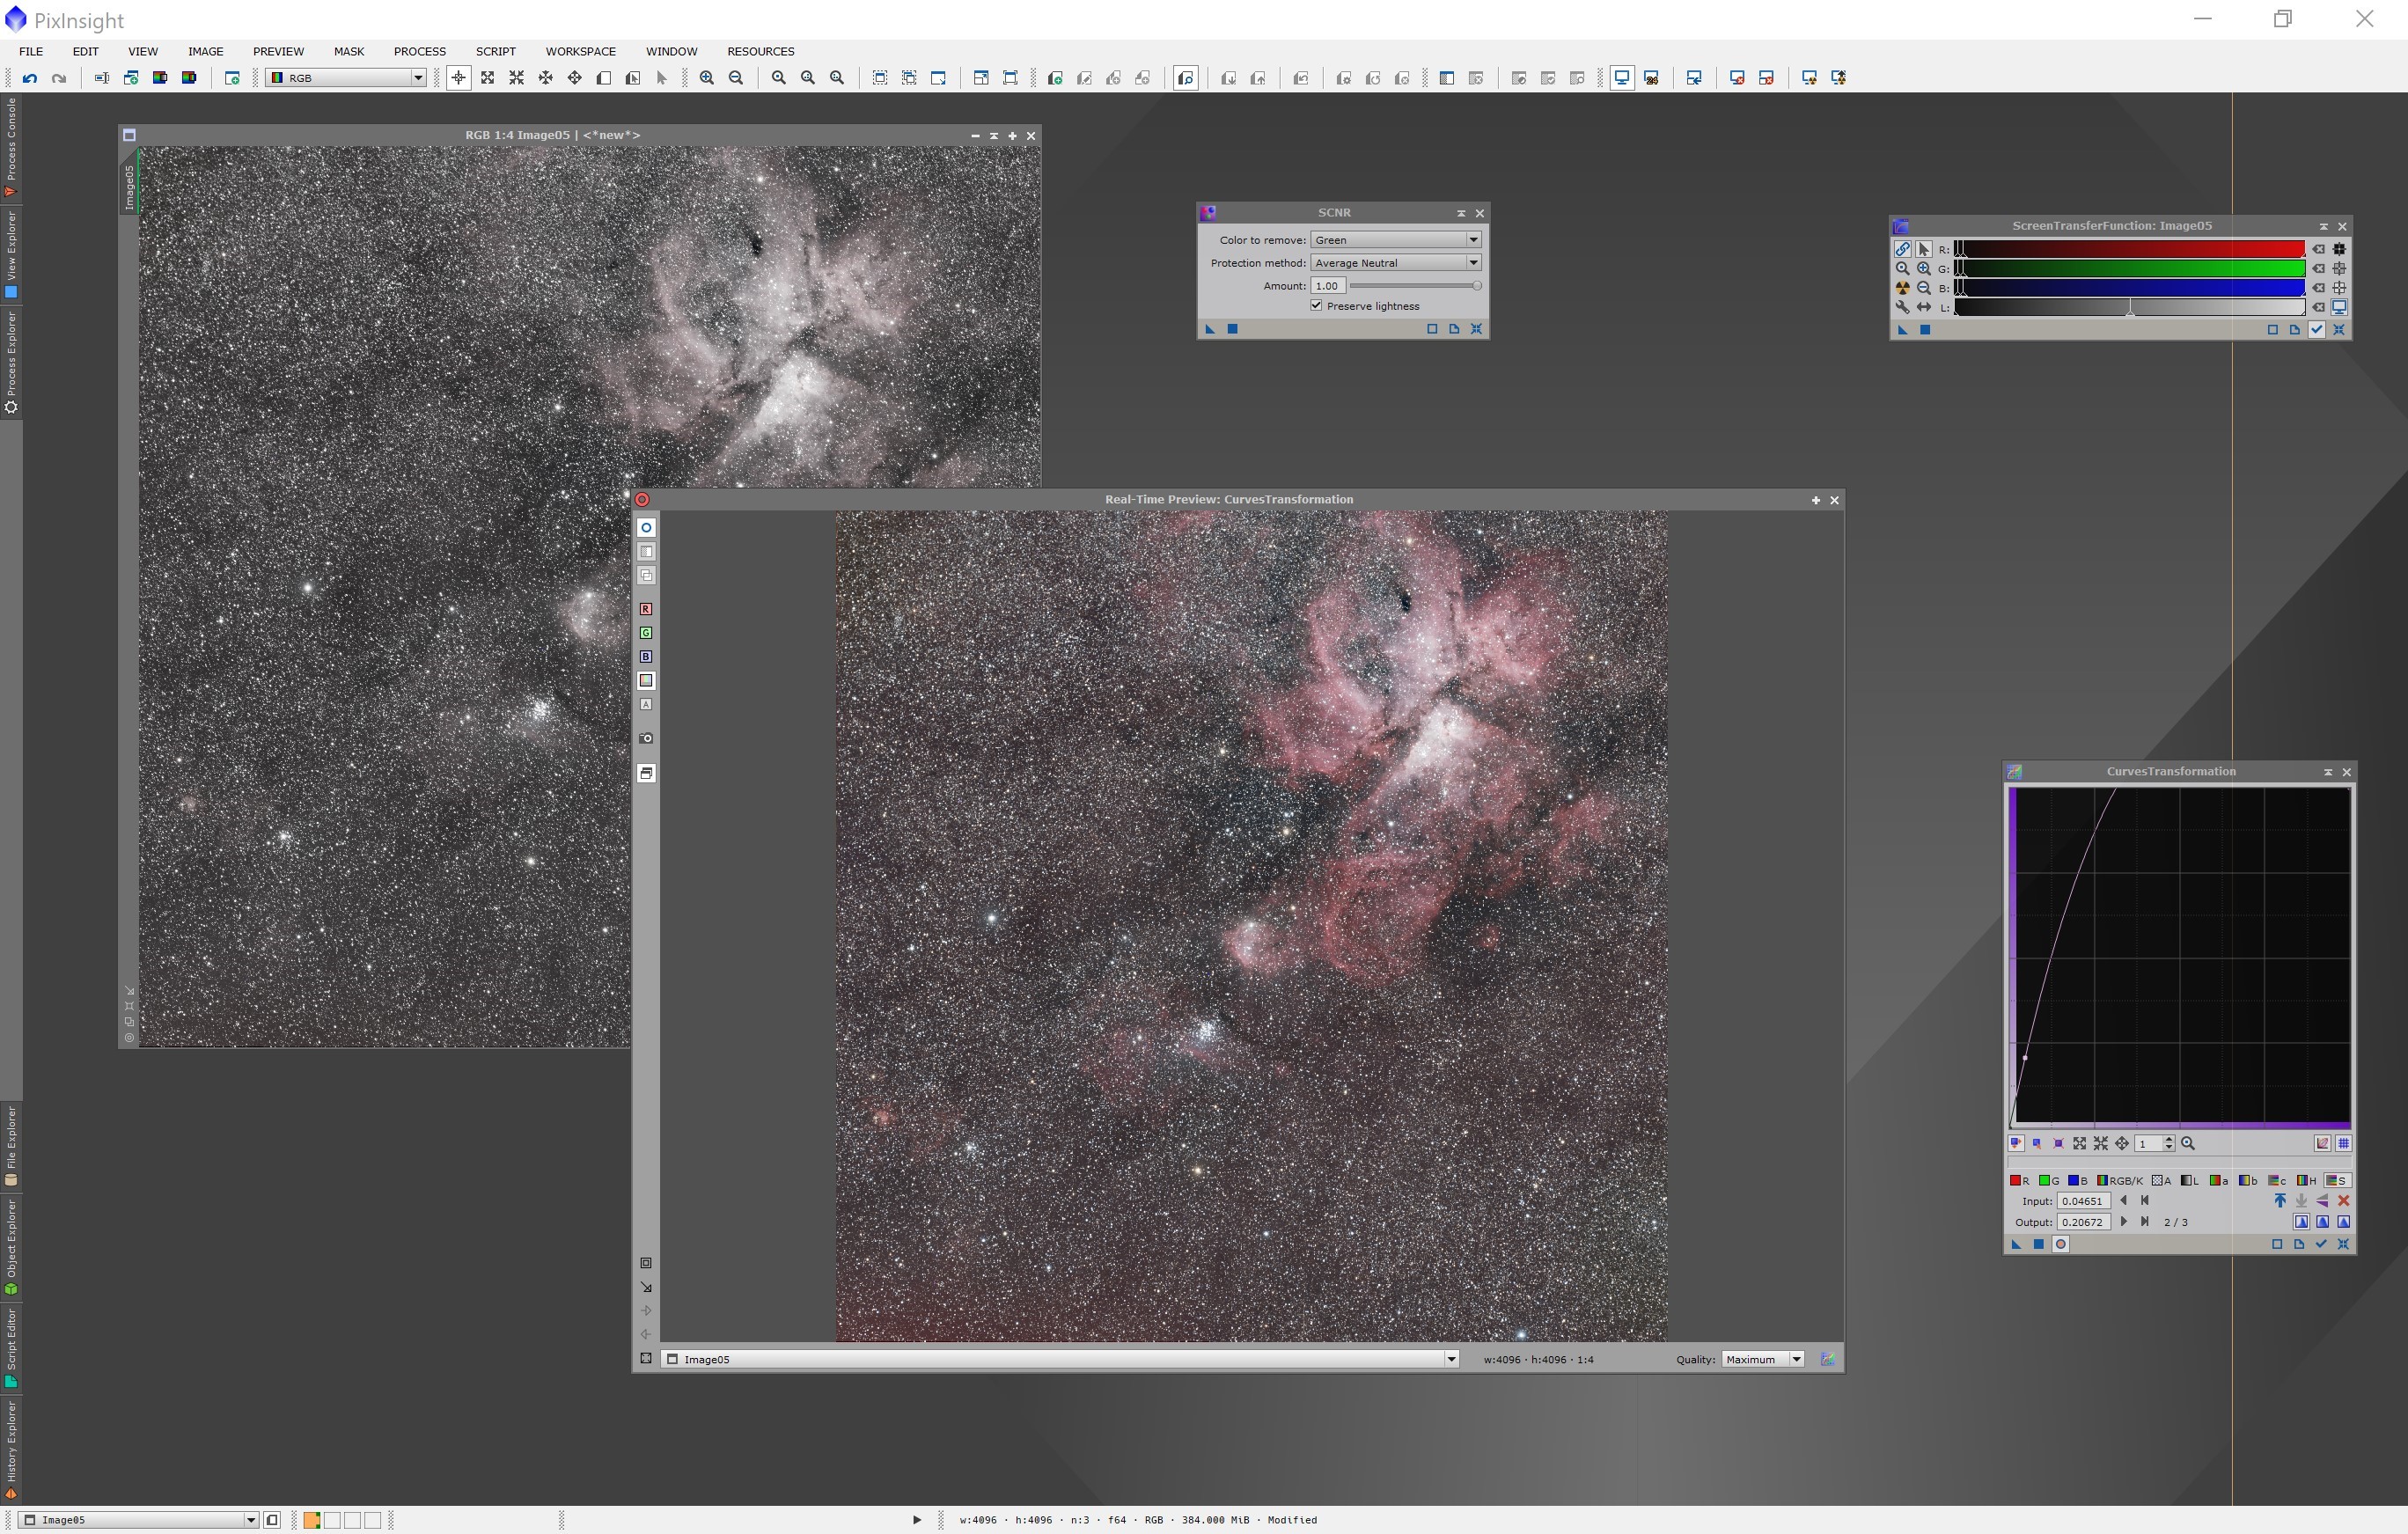 PixInsight
FILE EDIT VIEW IMAGE PREVIEW MASK PROCESS SCRIPT WORKSPACE WINDOW RESOURCES
RGB
Process Console
View Explorer
Process Explorer
File Explorer
Object Explorer
Script Editor
History Explorer
RGB 1:4 Image05 | <*new*>
Image05
SCNR
Color to remove: Green
Protection method: Average Neutral
Amount: 1.00
Preserve lightness
ScreenTransferFunction: Image05
R:
G:
B:
L:
Real-Time Preview: CurvesTransformation
R
G
B
A
Image05 w:4096 · h:4096 · 1:4 Quality: Maximum
CurvesTransformation
1
R G B RGB/K A L a b c H S
Input: 0.04651
Output: 0.20672 2 / 3
Image05 w:4096 · h:4096 · n:3 · f64 · RGB · 384.000 MiB · Modified